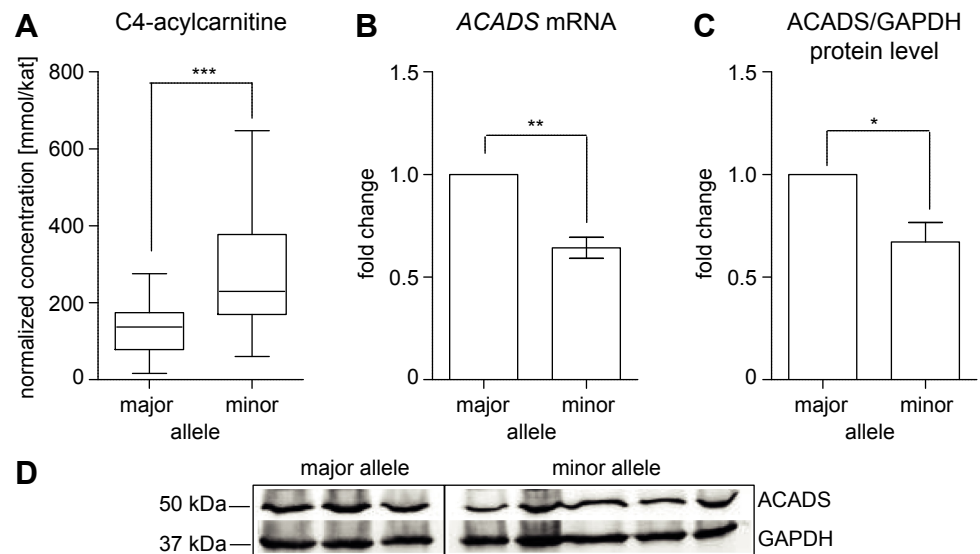 A
C4-acylcarnitine
normalized concentration [mmol/kat]
800
600
400
200
0
***
major
minor
allele
B
ACADS mRNA
fold change
1.5
1.0
0.5
0
**
major
minor
allele
C
ACADS/GAPDH
protein level
fold change
1.5
1.0
0.5
0
*
major
minor
allele
D
major allele
minor allele
50 kDa
ACADS
37 kDa
GAPDH